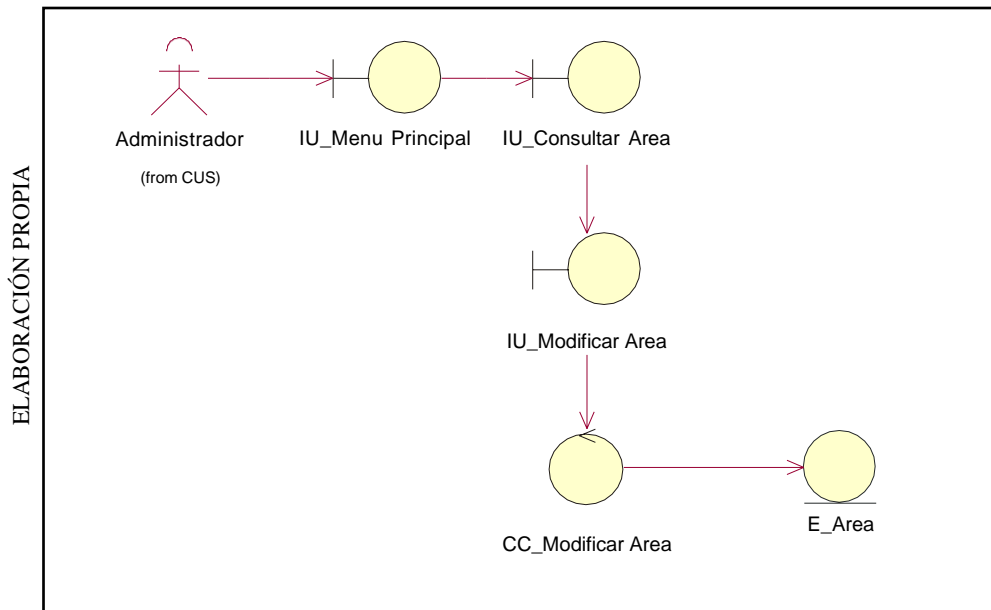 ELABORACIÓN PROPIA
Administrador
(from CUS)
IU_Menu Principal
IU_Consultar Area
IU_Modificar Area
CC_Modificar Area
E_Area